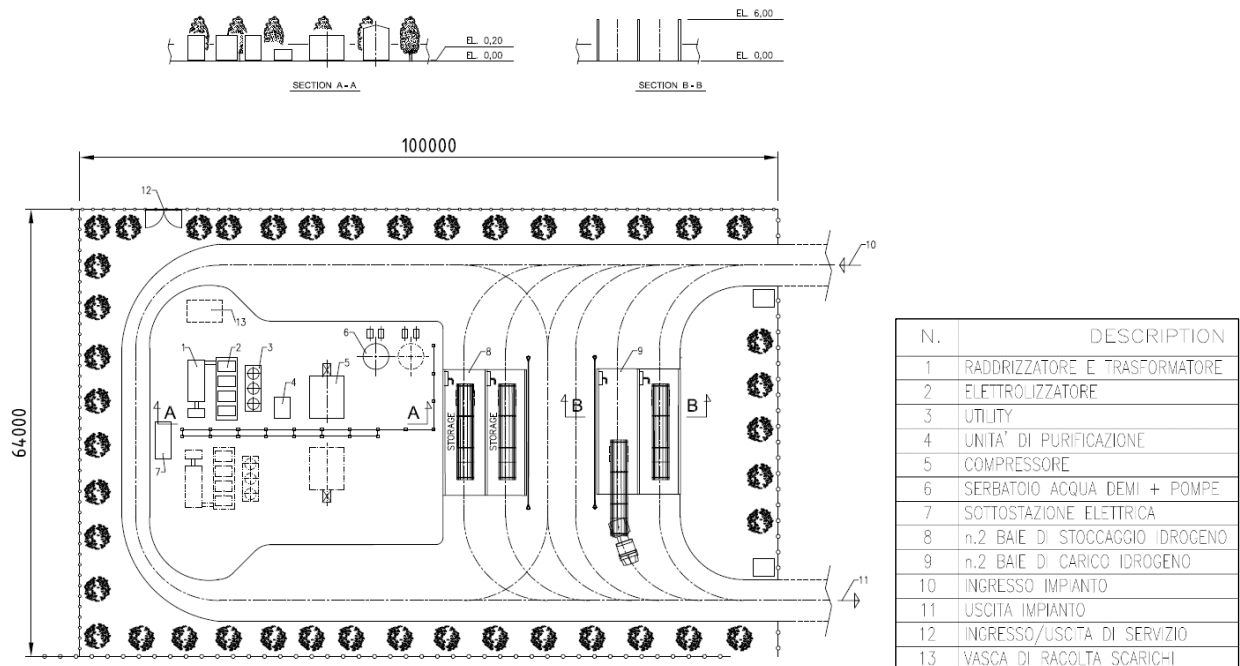 EL. 6,00
EL. 0,20
EL. 0,00
EL. 0,00
SECTION A-A
SECTION B-B
100000
64000
12
10
13
6
1
2
3
4
5
8
9
A
A
B
B
STORAGE
STORAGE
7
11
N. DESCRIPTION
1 RADDRIZZATORE E TRASFORMATORE
2 ELETTROLIZZATORE
3 UTILITY
4 UNITA' DI PURIFICAZIONE
5 COMPRESSORE
6 SERBATOIO ACQUA DEMI + POMPE
7 SOTTOSTAZIONE ELETTRICA
8 n.2 BAIE DI STOCCAGGIO IDROGENO
9 n.2 BAIE DI CARICO IDROGENO
10 INGRESSO IMPIANTO
11 USCITA IMPIANTO
12 INGRESSO/USCITA DI SERVIZIO
13 VASCA DI RACOLTA SCARICHI